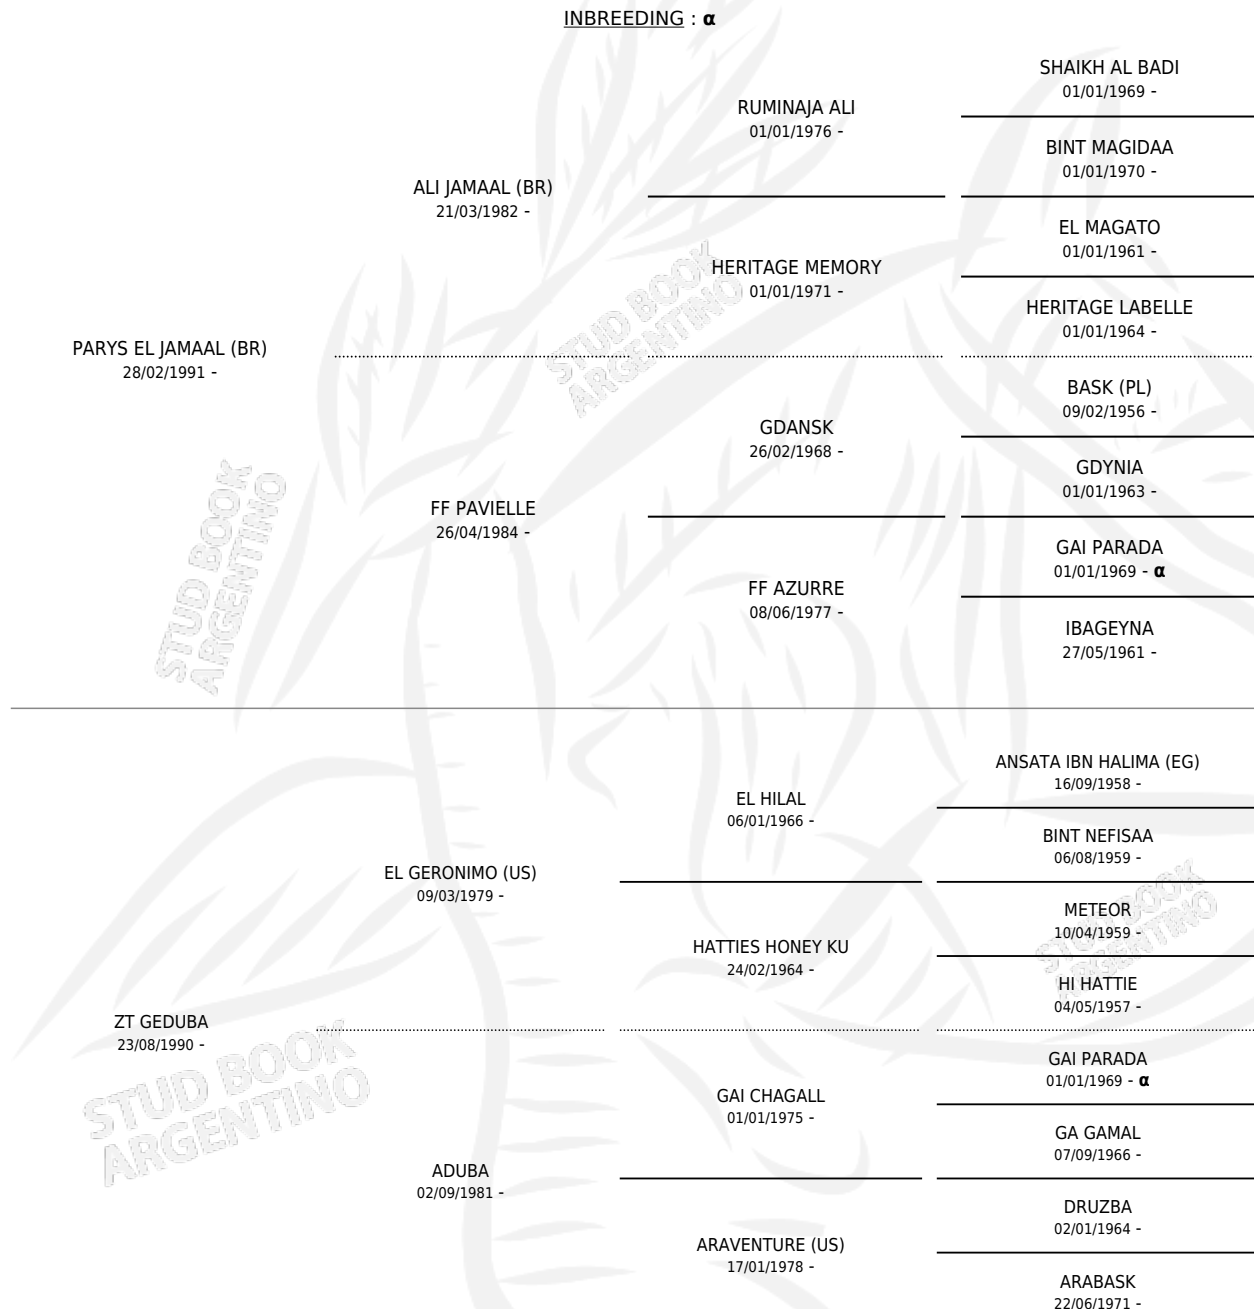 INBREEDING : α
SHAIKH AL BADI
01/01/1969 -
RUMINAJA ALI
01/01/1976 -
BINT MAGIDAA
01/01/1970 -
ALI JAMAAL (BR)
21/03/1982 -
EL MAGATO
01/01/1961 -
HERITAGE MEMORY
01/01/1971 -
HERITAGE LABELLE
01/01/1964 -
PARYS EL JAMAAL (BR)
28/02/1991 -
BASK (PL)
09/02/1956 -
GDANSK
26/02/1968 -
GDYNIA
01/01/1963 -
FF PAVIELLE
26/04/1984 -
GAI PARADA
01/01/1969 - α
FF AZURRE
08/06/1977 -
IBAGEYNA
27/05/1961 -
ANSATA IBN HALIMA (EG)
16/09/1958 -
EL HILAL
06/01/1966 -
BINT NEFISAA
06/08/1959 -
EL GERONIMO (US)
09/03/1979 -
METEOR
10/04/1959 -
HATTIES HONEY KU
24/02/1964 -
HI HATTIE
04/05/1957 -
ZT GEDUBA
23/08/1990 -
GAI PARADA
01/01/1969 - α
GAI CHAGALL
01/01/1975 -
GA GAMAL
07/09/1966 -
ADUBA
02/09/1981 -
DRUZBA
02/01/1964 -
ARAVENTURE (US)
17/01/1978 -
ARABASK
22/06/1971 -
STUD BOOK
ARGENTINO
STUD BOOK
ARGENTINO
STUD BOOK
ARGENTINO
STUD BOOK
ARGENTINO